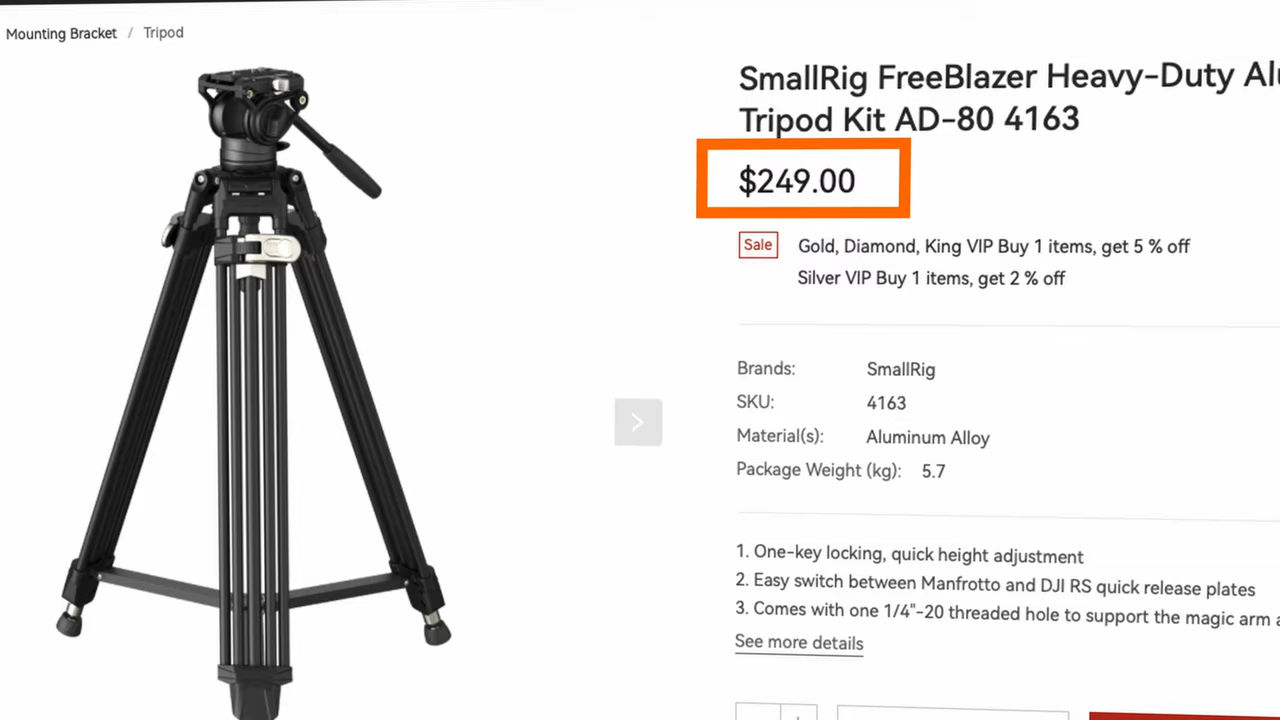 Mounting Bracket / Tripod
SmallRig FreeBlazer Heavy-Duty
Tripod Kit AD-80 4163
$249.00
Sale
Gold, Diamond, King VIP Buy 1 items, get 5 % off
Silver VIP Buy 1 items, get 2 % off
Brands: SmallRig
SKU: 4163
Material(s): Aluminum Alloy
Package Weight (kg): 5.7
1. One-key locking, quick height adjustment
2. Easy switch between Manfrotto and DJI RS quick release plates
3. Comes with one 1/4"-20 threaded hole to support the magic arm
See more details